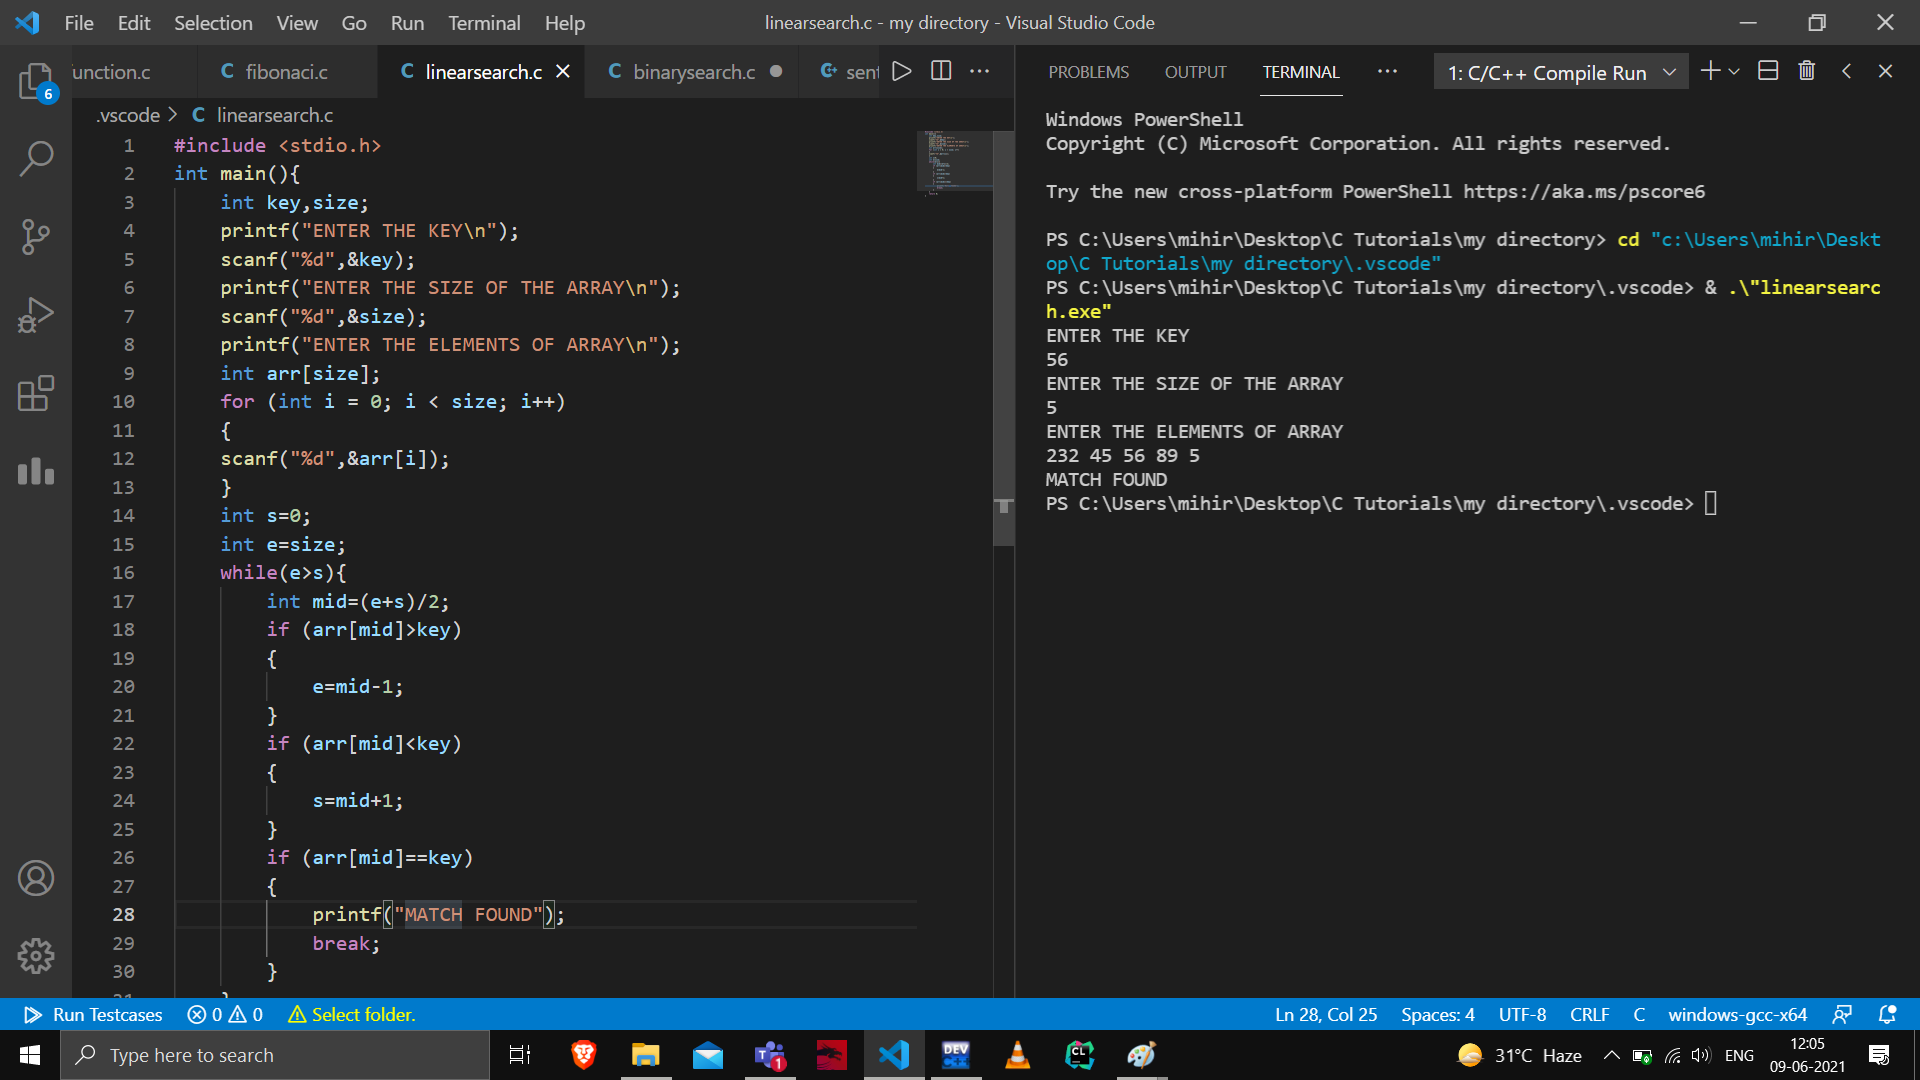 File Edit Selection View Go Run Terminal Help
linearsearch.c - my directory - Visual Studio Code
unction.c
C fibonaci.c
C linearsearch.c
C binarysearch.c
PROBLEMS OUTPUT TERMINAL
1: C/C++ Compile Run
6
.vscode > C linearsearch.c
1 #include <stdio.h>
2 int main(){
3 int key,size;
4 printf("ENTER THE KEY\n");
5 scanf("%d",&key);
6 printf("ENTER THE SIZE OF THE ARRAY\n");
7 scanf("%d",&size);
8 printf("ENTER THE ELEMENTS OF ARRAY\n");
9 int arr[size];
10 for (int i = 0; i < size; i++)
11 {
12 scanf("%d",&arr[i]);
13 }
14 int s=0;
15 int e=size;
16 while(e>s){
17 int mid=(e+s)/2;
18 if (arr[mid]>key)
19 {
20 e=mid-1;
21 }
22 if (arr[mid]<key)
23 {
24 s=mid+1;
25 }
26 if (arr[mid]==key)
27 {
28 printf("MATCH FOUND");
29 break;
30 }
Windows PowerShell
Copyright (C) Microsoft Corporation. All rights reserved.
Try the new cross-platform PowerShell https://aka.ms/pscore6
PS C:\Users\mihir\Desktop\C Tutorials\my directory> cd "c:\Users\mihir\Deskt
op\C Tutorials\my directory\.vscode"
PS C:\Users\mihir\Desktop\C Tutorials\my directory\.vscode> & .\"linearsearc
h.exe"
ENTER THE KEY
56
ENTER THE SIZE OF THE ARRAY
5
ENTER THE ELEMENTS OF ARRAY
232 45 56 89 5
MATCH FOUND
PS C:\Users\mihir\Desktop\C Tutorials\my directory\.vscode>
Run Testcases 0 0 Select folder.
Ln 28, Col 25 Spaces: 4 UTF-8 CRLF C windows-gcc-x64
Type here to search
T 1
DEV C++
CL
31°C Haze
ENG
12:05
09-06-2021